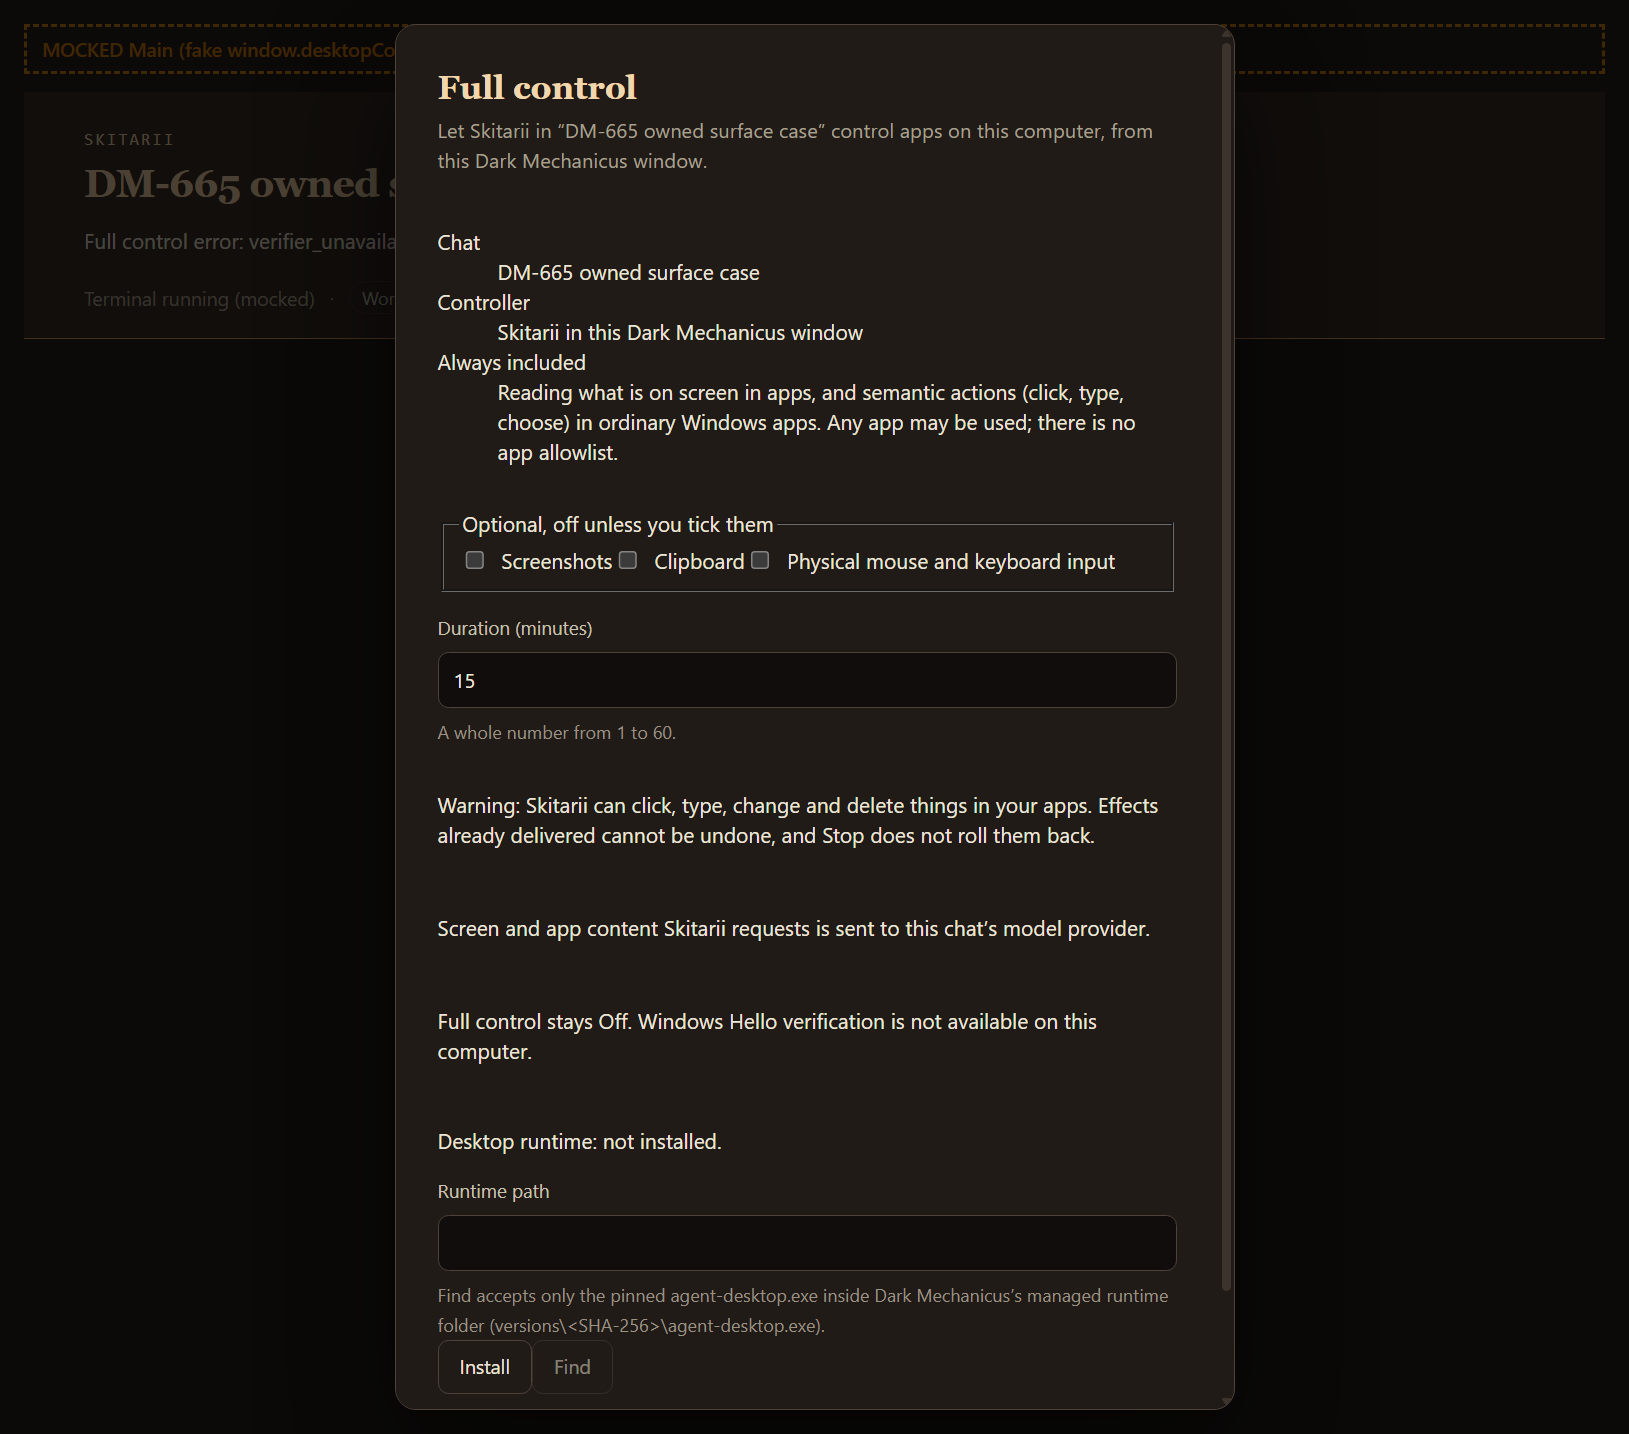 MOCKED Main (fake window.desktopCo
SKITARII
DM-665 owned s
Full control error: verifier_unavaila
Terminal running (mocked) · Wor
Full control
Let Skitarii in “DM-665 owned surface case” control apps on this computer, from
this Dark Mechanicus window.
Chat
DM-665 owned surface case
Controller
Skitarii in this Dark Mechanicus window
Always included
Reading what is on screen in apps, and semantic actions (click, type,
choose) in ordinary Windows apps. Any app may be used; there is no
app allowlist.
Optional, off unless you tick them
Screenshots Clipboard Physical mouse and keyboard input
Duration (minutes)
15
A whole number from 1 to 60.
Warning: Skitarii can click, type, change and delete things in your apps. Effects
already delivered cannot be undone, and Stop does not roll them back.
Screen and app content Skitarii requests is sent to this chat’s model provider.
Full control stays Off. Windows Hello verification is not available on this
computer.
Desktop runtime: not installed.
Runtime path
Find accepts only the pinned agent-desktop.exe inside Dark Mechanicus’s managed runtime
folder (versions\<SHA-256>\agent-desktop.exe).
Install Find